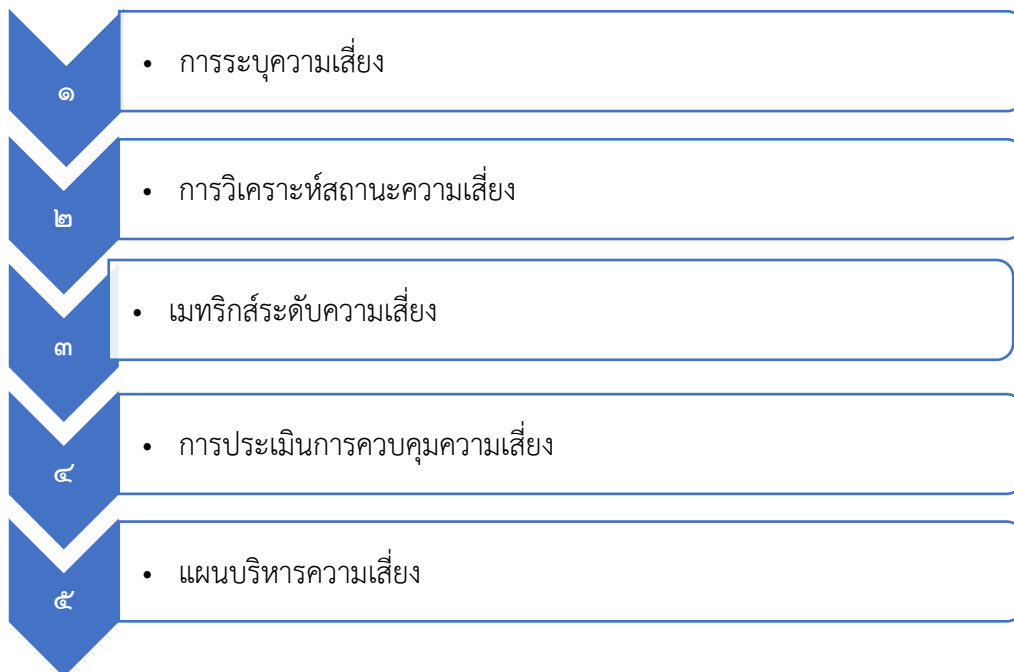 ๑
• การระบุความเสี่ยง
๒
• การวิเคราะห์สถานะความเสี่ยง
๓
• เมทริกส์ระดับความเสี่ยง
๔
• การประเมินการควบคุมความเสี่ยง
๕
• แผนบริหารความเสี่ยง